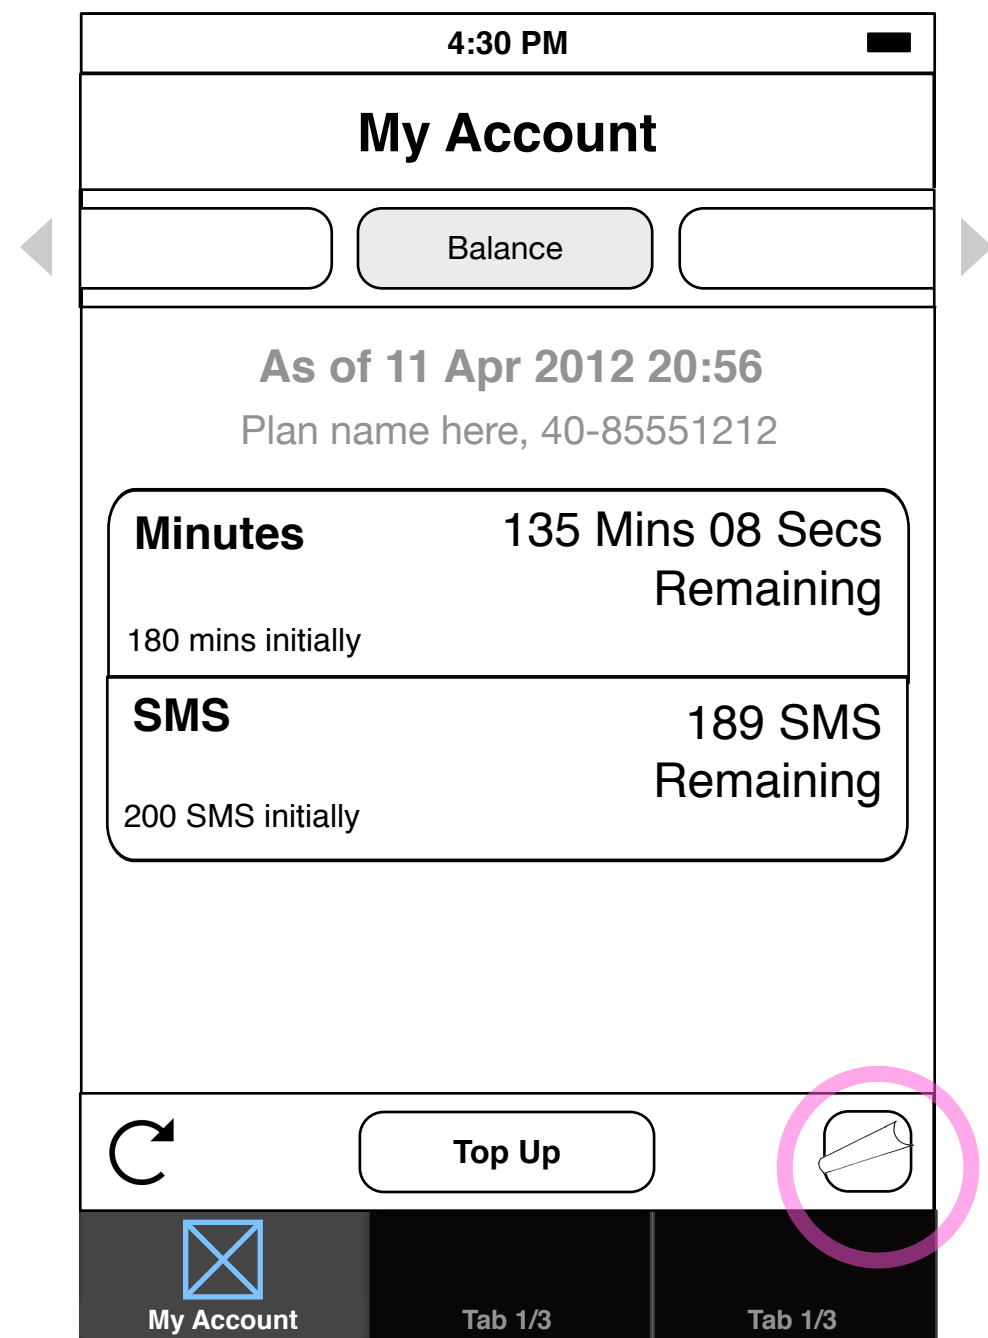 4:30 PM
My Account
Balance
As of 11 Apr 2012 20:56
Plan name here, 40-85551212
Minutes
135 Mins 08 Secs
Remaining
180 mins initially
SMS
189 SMS
Remaining
200 SMS initially
Top Up
My Account
Tab 1/3
Tab 1/3